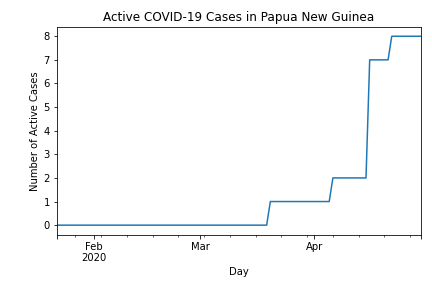 Active COVID-19 Cases in Papua New Guinea
8
7
6
5
4
3
2
1
0
Number of Active Cases
Feb
2020
Mar
Apr
Day